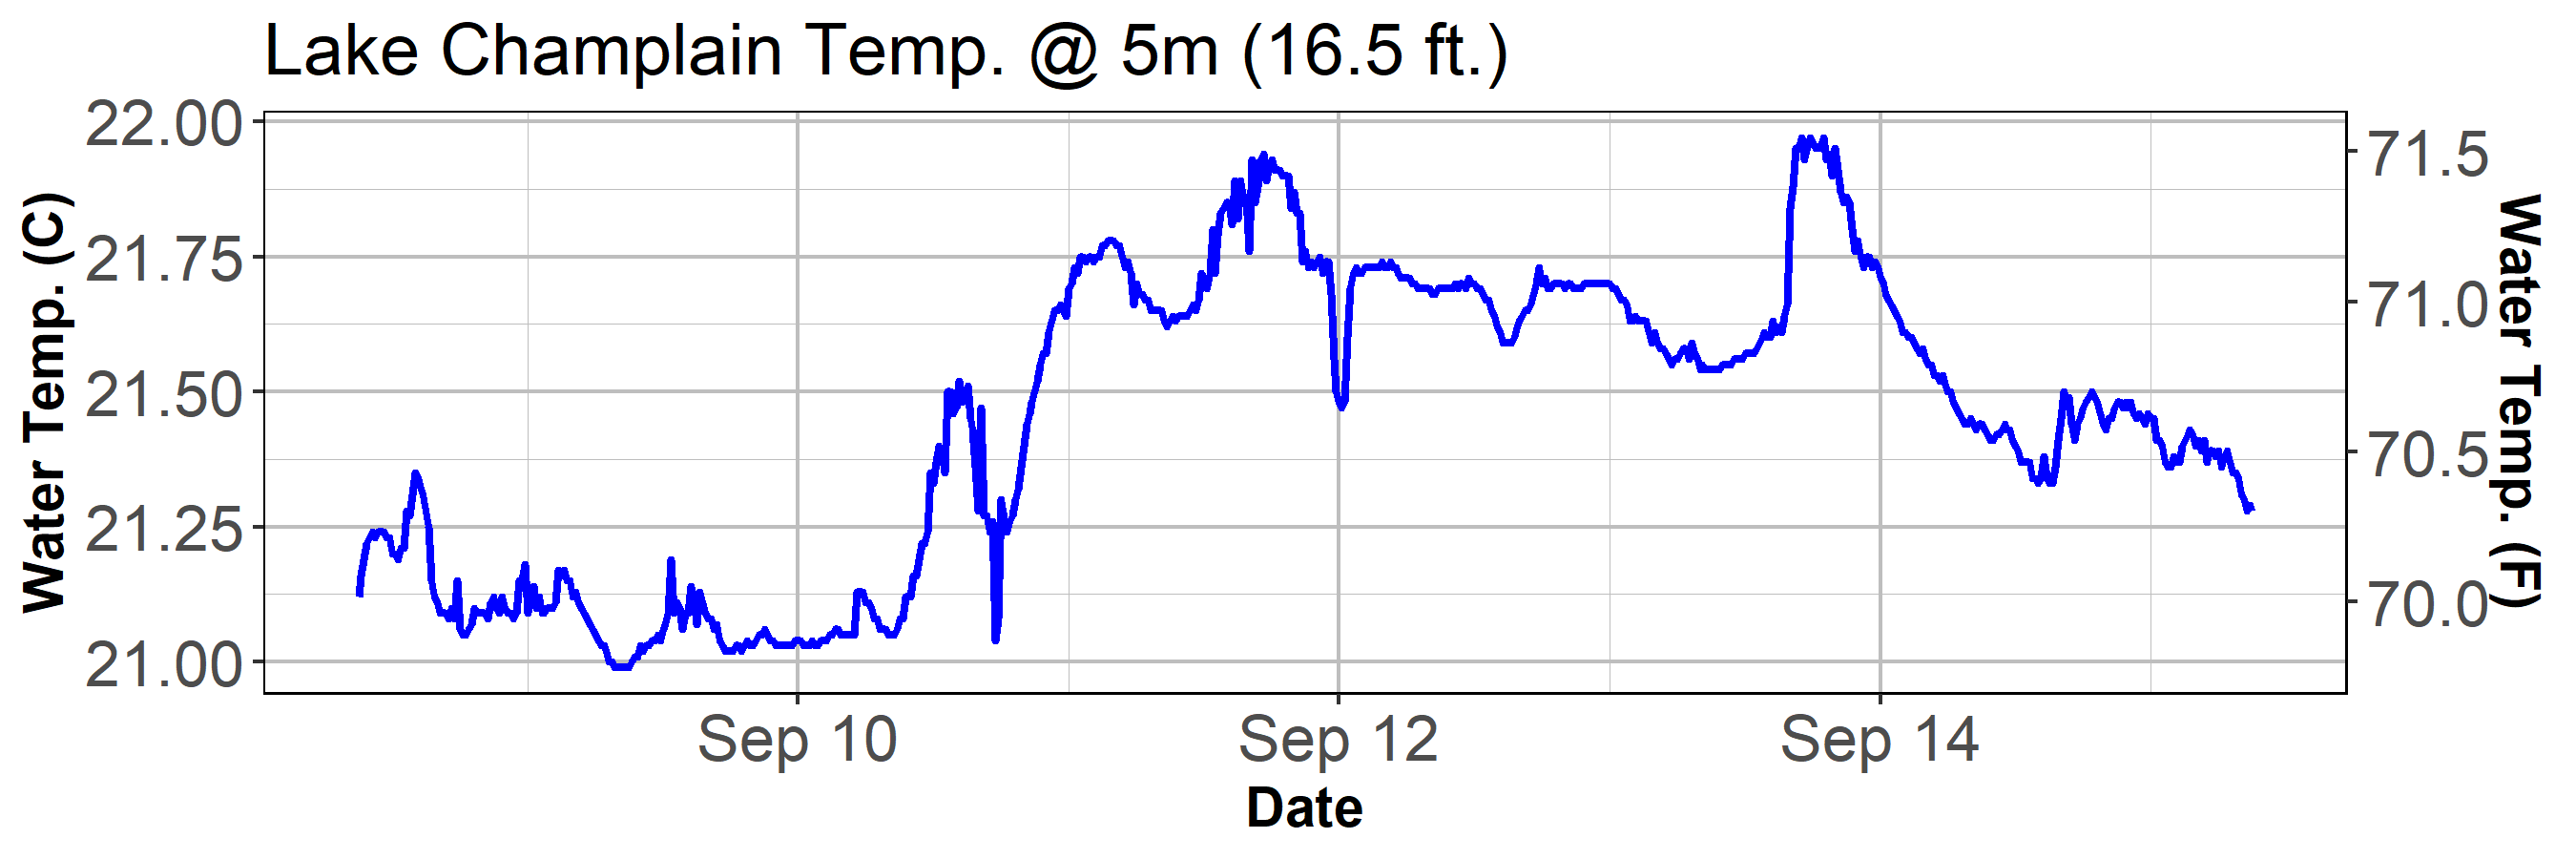 Lake Champlain Temp. @ 5m (16.5 ft.)
Water Temp. (C)
22.00
21.75
21.50
21.25
21.00
71.5
71.0
70.5
70.0
Water Temp. (F)
Sep 10
Sep 12
Sep 14
Date